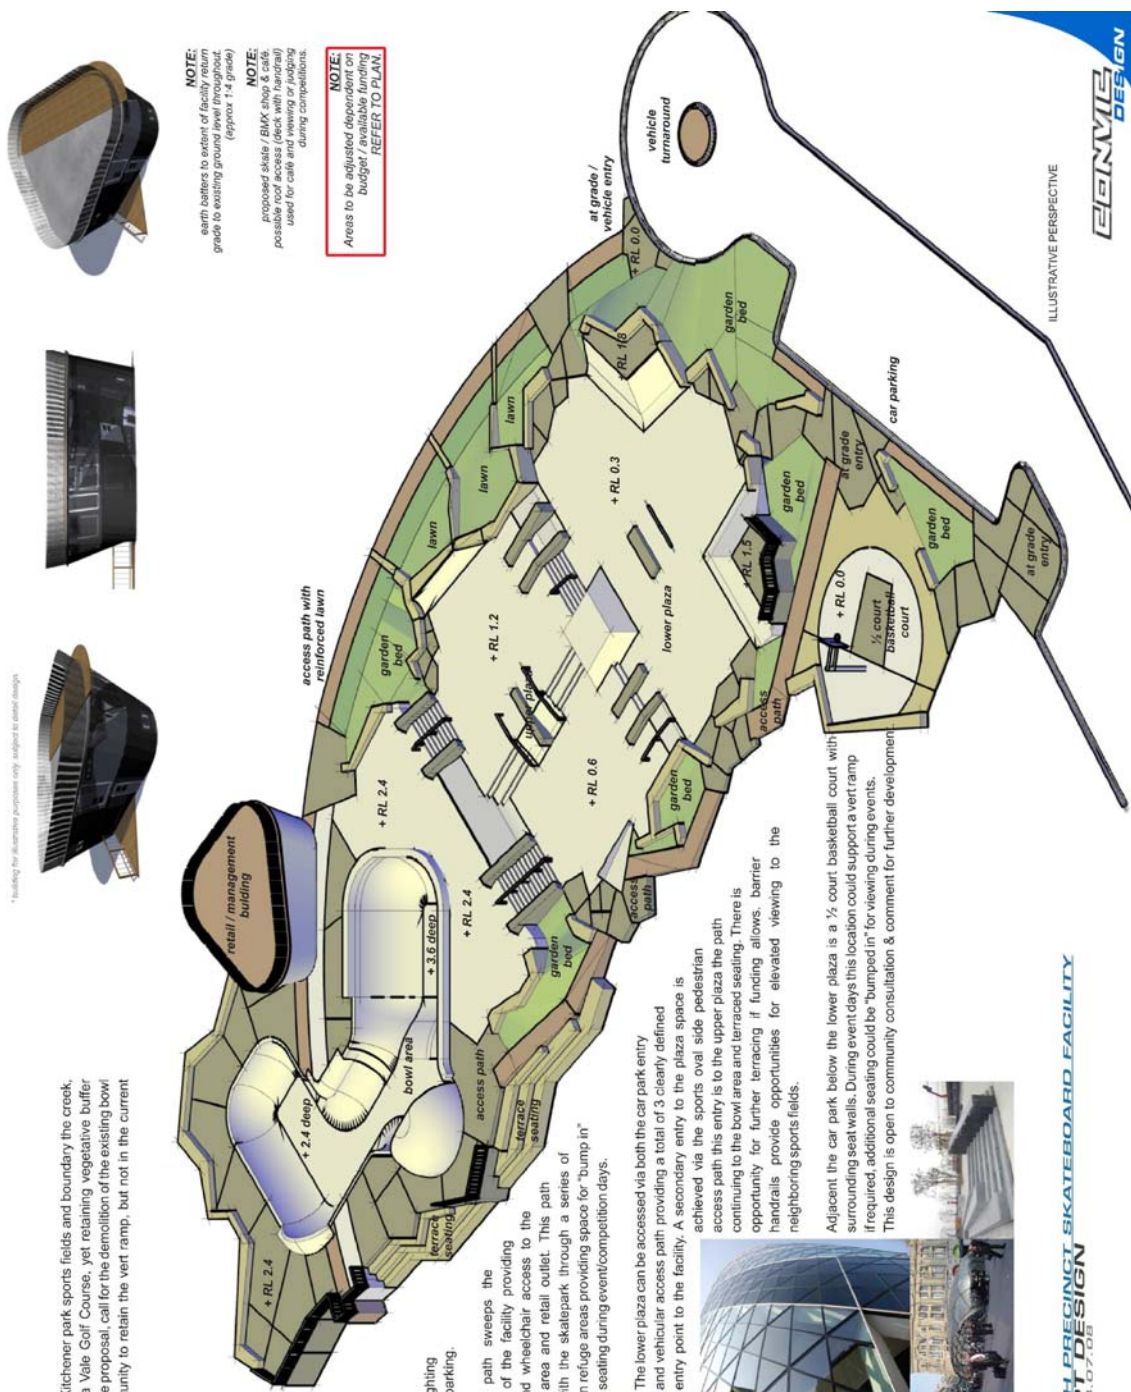 * building for illustrative purposes only. subject to detail design.
NOTE:
earth batters to extent of facility return
grade to existing ground level throughout.
(approx 1:4 grade)
NOTE:
proposed skate / BMX shop & café.
possible roof access (deck with handrail)
used for café and viewing or judging
during competitions.
NOTE:
Areas to be adjusted dependent on
budget / available funding
REFER TO PLAN.
Kitchener park sports fields and boundary the creek,
a Vale Golf Course, yet retaining vegetative buffer
e proposal, call for the demolition of the existing bowl
unity to retain the vert ramp, but not in the current
ghting
parking.
path sweeps the
of the facility providing
nd wheelchair access to the
area and retail outlet. This path
ith the skatepark through a series of
n refuge areas providing space for "bump in"
seating during event/competition days.
The lower plaza can be accessed via both the car park entry
and vehicular access path providing a total of 3 clearly defined
entry point to the facility. A secondary entry to the plaza space is
achieved via the sports oval side pedestrian
access path this entry is to the upper plaza the path
continuing to the bowl area and terraced seating. There is
opportunity for further terracing if funding allows. barrier
handrails provide opportunities for elevated viewing to the
neighboring sports fields.
Adjacent the car park below the lower plaza is a ½ court basketball court with
surrounding seat walls. During event days this location could support a vert ramp
if required, additional seating could be "bumped in" for viewing during events.
This design is open to community consultation & comment for further development.
retail / management
bulding
access path with
reinforced lawn
at grade /
vehicle entry
vehicle
turnaround
+ RL 2.4
+ 2.4 deep
+ 3.6 deep
bowl area
+ RL 2.4
+ RL 2.4
garden
bed
lawn
lawn
lawn
+ RL 1.2
upper plaza
+ RL 0.6
+ RL 0.3
lower plaza
+ RL 1.8
+ RL 0.0
garden
bed
+ RL 1.5
garden
bed
garden
bed
garden
bed
access
path
access
path
access path
terrace
seating
terrace
seating
car parking
at grade
entry
garden
bed
at grade
entry
+ RL 0.0
½ court
basketball
court
ILLUSTRATIVE PERSPECTIVE
CONVIC
DESIGN
H PRECINCT SKATEBOARD FACILITY
T DESIGN
.07.08